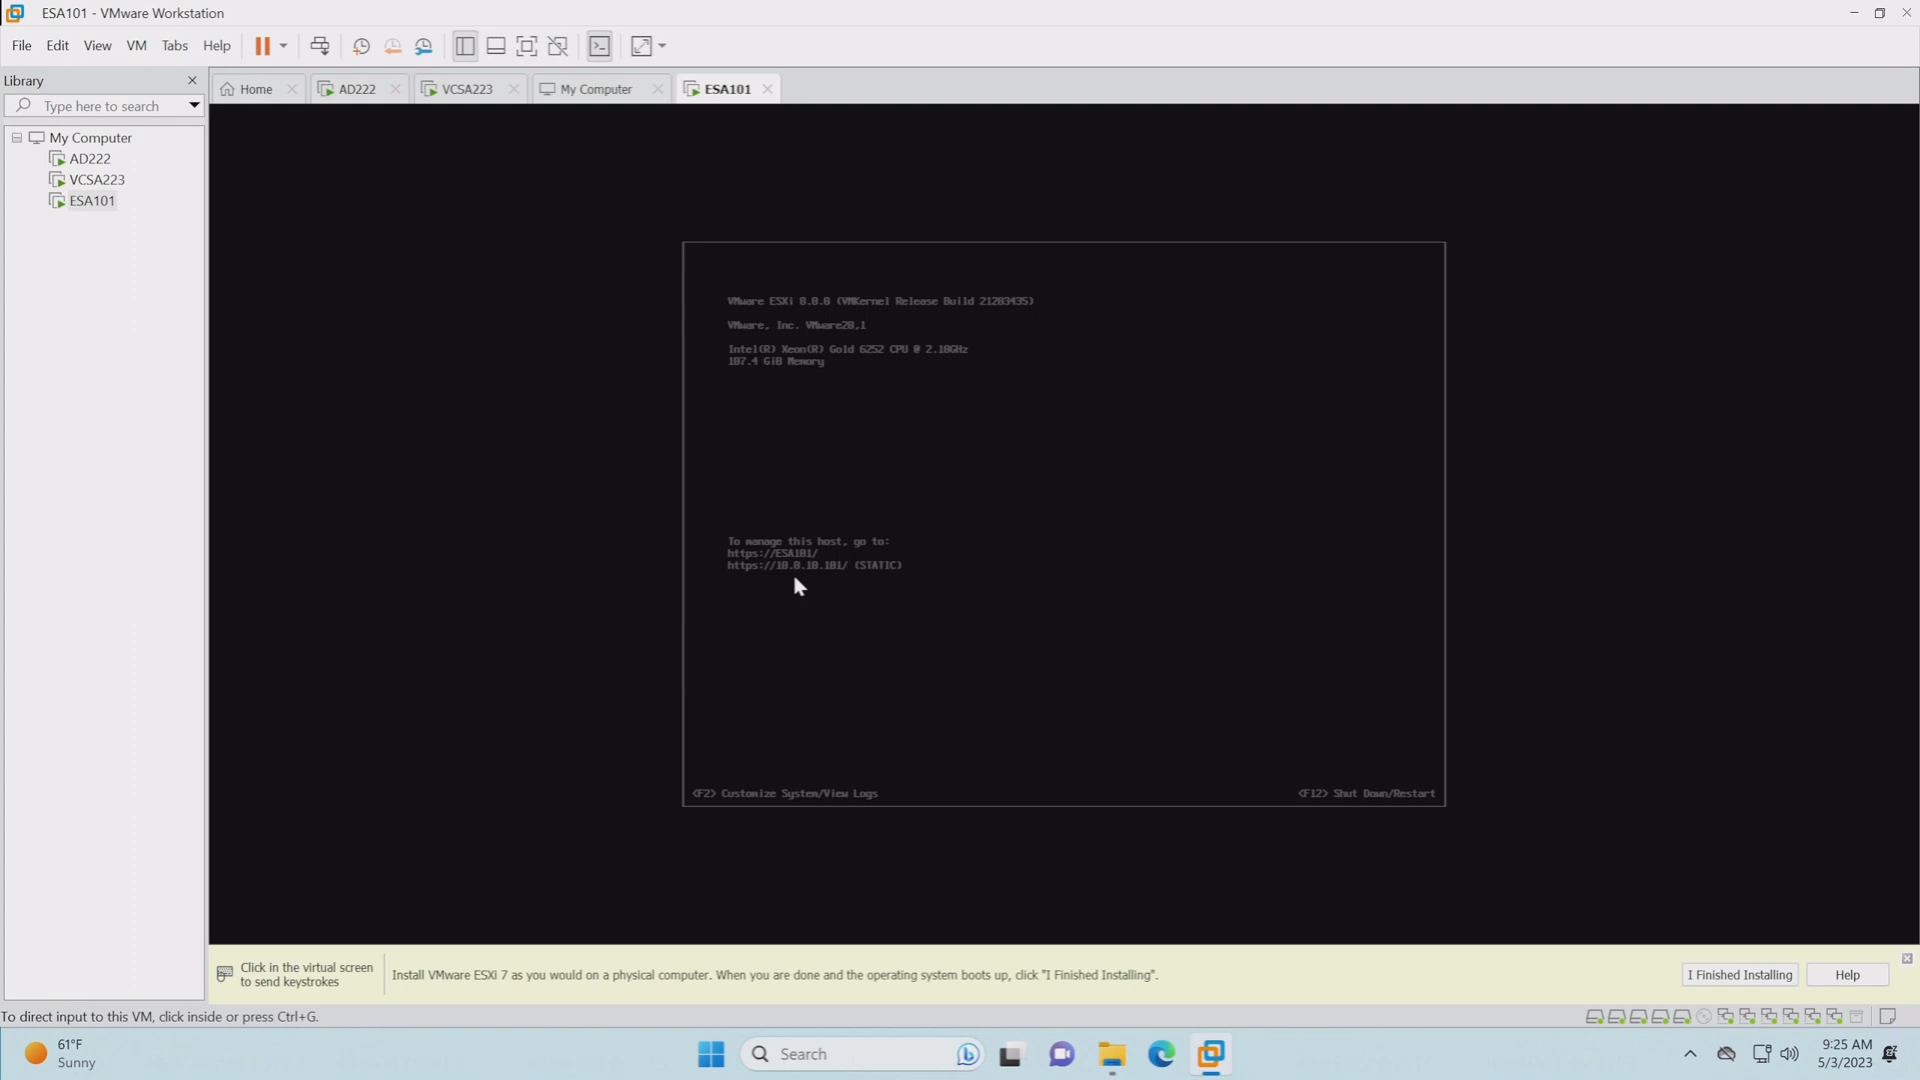 ESA101 - VMware Workstation
File Edit View VM Tabs Help
Library
Type here to search
My Computer
AD222
VCSA223
ESA101
Home
AD222
VCSA223
My Computer
ESA101
VMware ESXi 8.0.0 (VMKernel Release Build 21203435)
VMware, Inc. VMware20,1
Intel(R) Xeon(R) Gold 6252 CPU @ 2.10GHz
107.4 GiB Memory
To manage this host, go to:
https://ESA101/
https://10.0.10.101/ (STATIC)
<F2> Customize System/View Logs
<F12> Shut Down/Restart
Click in the virtual screen
to send keystrokes
Install VMware ESXi 7 as you would on a physical computer. When you are done and the operating system boots up, click "I Finished Installing".
I Finished Installing
Help
To direct input to this VM, click inside or press Ctrl+G.
61°F
Sunny
Search
9:25 AM
5/3/2023